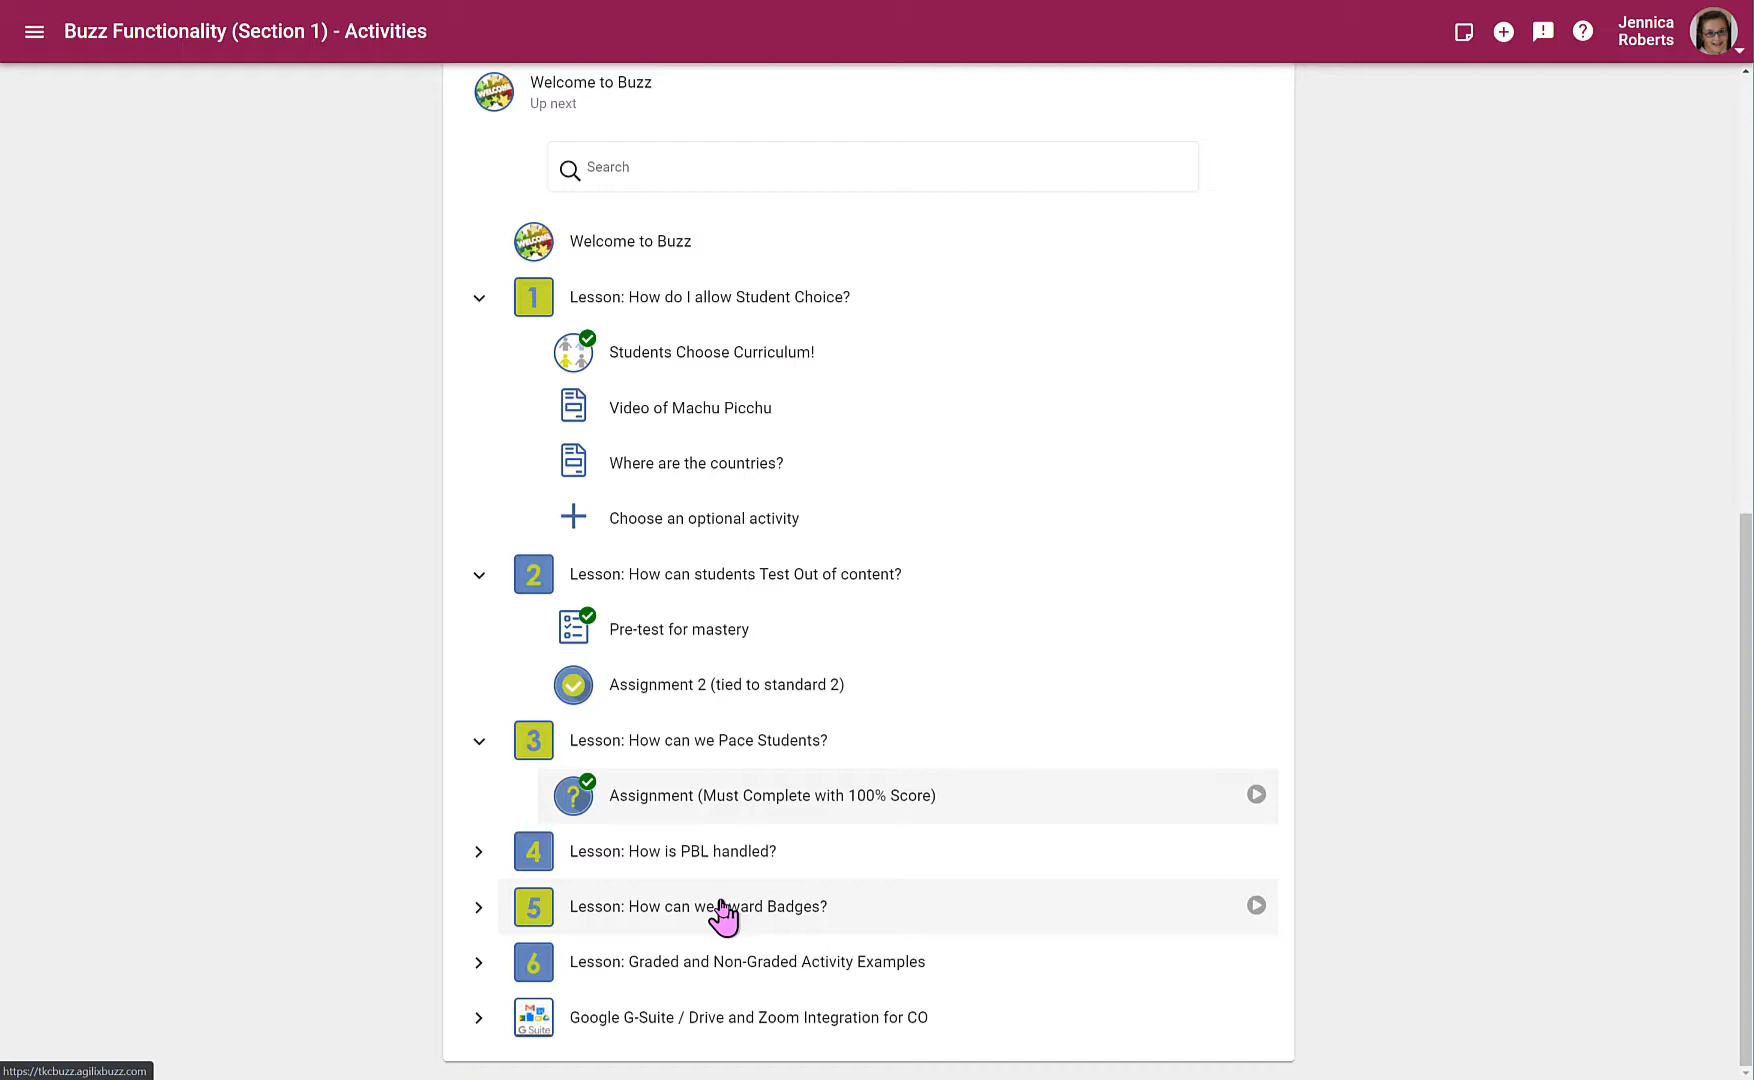 Buzz Functionality (Section 1) - Activities
Jennica
Roberts
Welcome to Buzz
Up next
Search
Welcome to Buzz
1
Lesson: How do I allow Student Choice?
Students Choose Curriculum!
Video of Machu Picchu
Where are the countries?
Choose an optional activity
2
Lesson: How can students Test Out of content?
Pre-test for mastery
Assignment 2 (tied to standard 2)
3
Lesson: How can we Pace Students?
Assignment (Must Complete with 100% Score)
4
Lesson: How is PBL handled?
5
Lesson: How can we ward Badges?
6
Lesson: Graded and Non-Graded Activity Examples
G Suite
Google G-Suite / Drive and Zoom Integration for CO
https://tkcbuzz.agilixbuzz.com